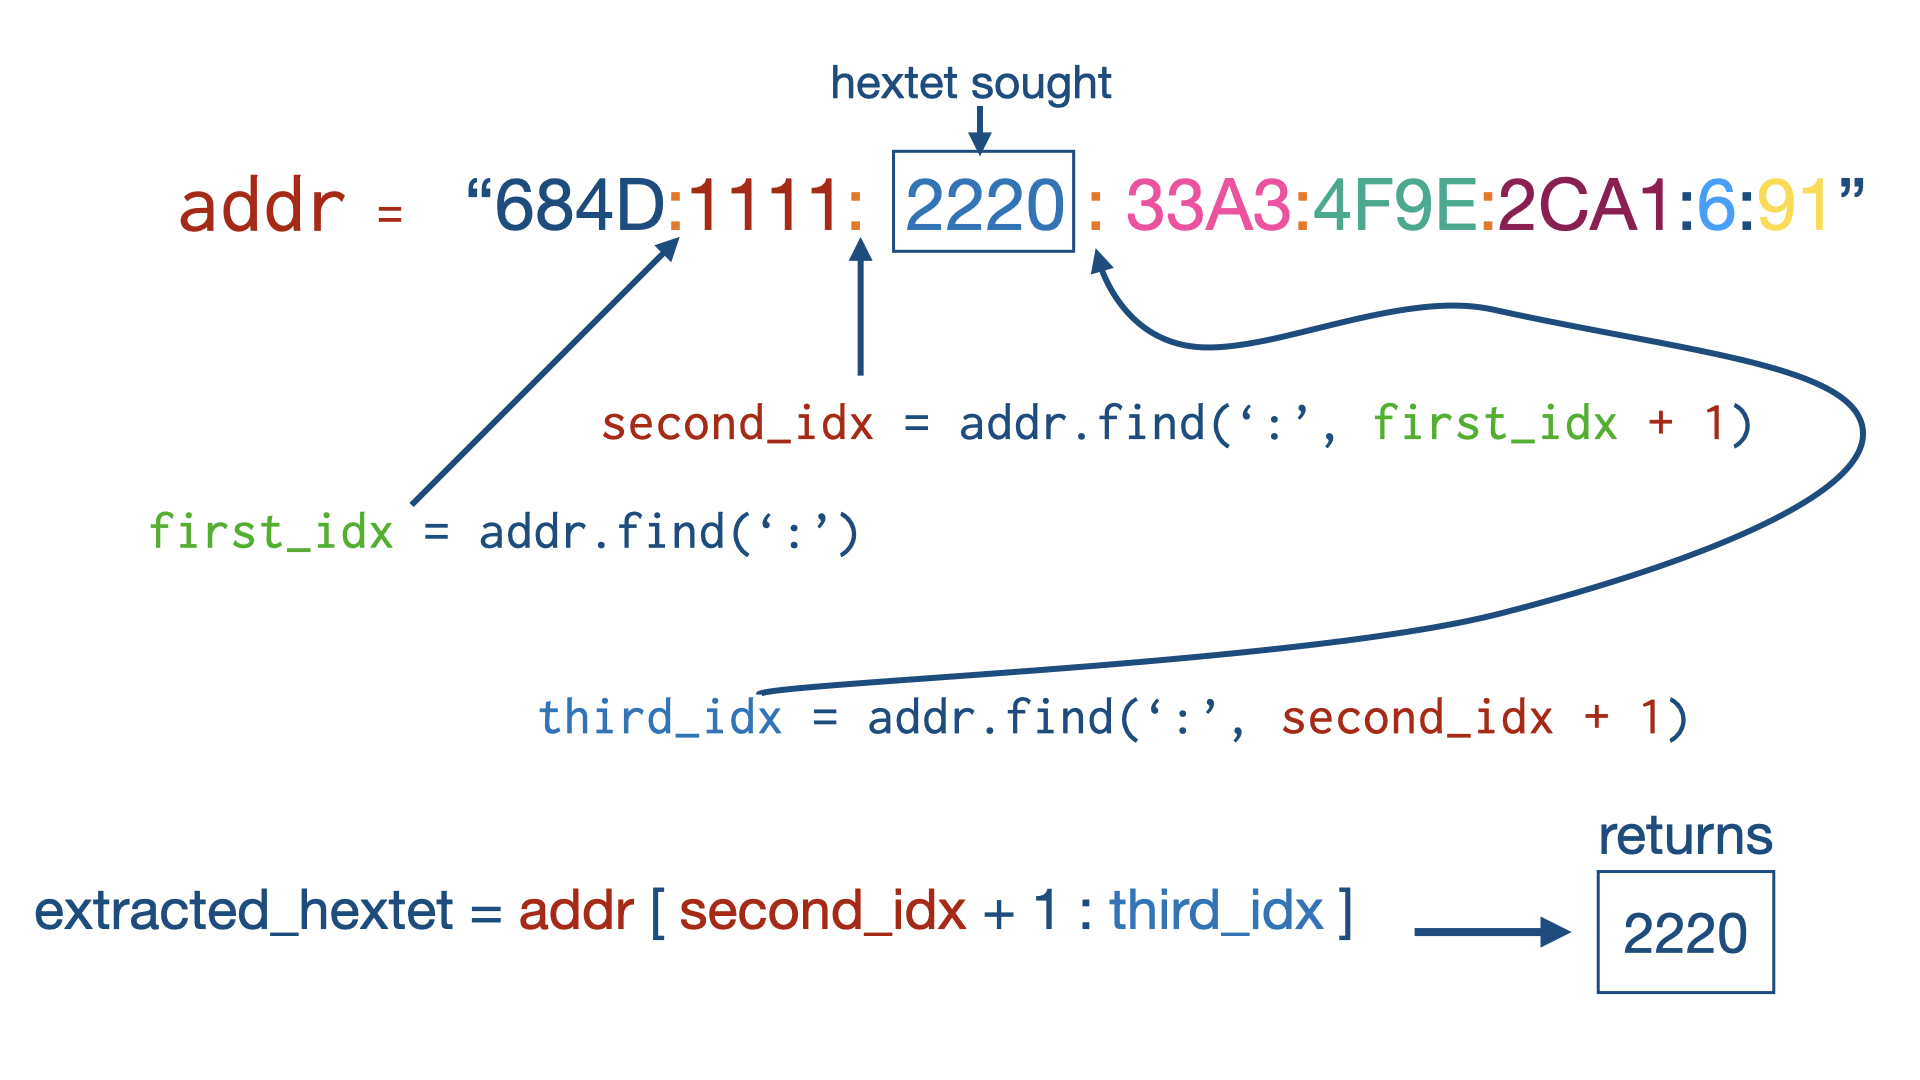 hextet sought
addr = “684D:1111: 2220 : 33A3:4F9E:2CA1:6:91”
second_idx = addr.find(‘:’, first_idx + 1)
first_idx = addr.find(‘:’)
third_idx = addr.find(‘:’, second_idx + 1)
returns
extracted_hextet = addr [ second_idx + 1 : third_idx ]
2220